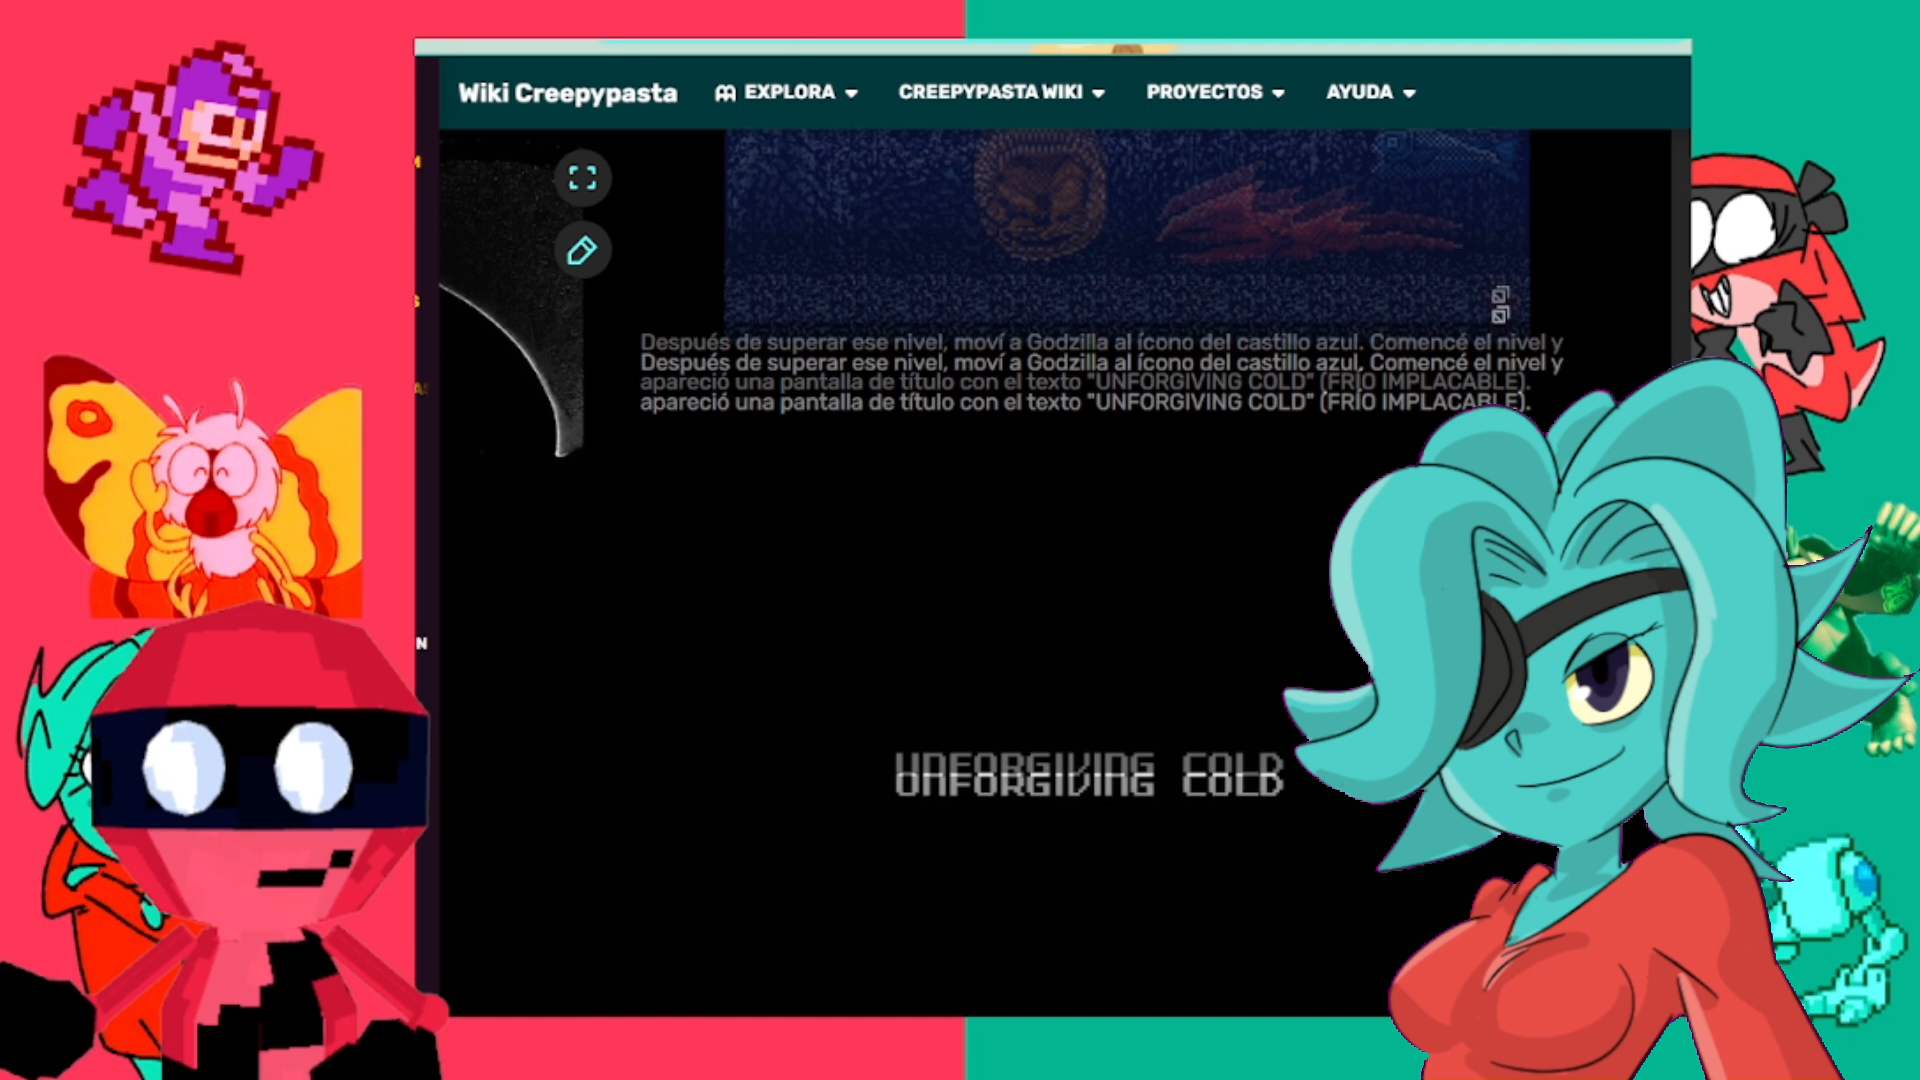 Wiki Creepypasta EXPLORA CREEPYPASTA WIKI PROYECTOS AYUDA
Después de superar ese nivel, moví a Godzilla al ícono del castillo azul. Comencé el nivel y
Después de superar ese nivel, moví a Godzilla al ícono del castillo azul. Comencé el nivel y
apareció una pantalla de título con el texto "UNFORGIVING COLD" (FRÍO IMPLACABLE).
apareció una pantalla de título con el texto "UNFORGIVING COLD" (FRÍO IMPLACABLE).
N
UNFORGIVING COLD
UNFORGIVING COLD